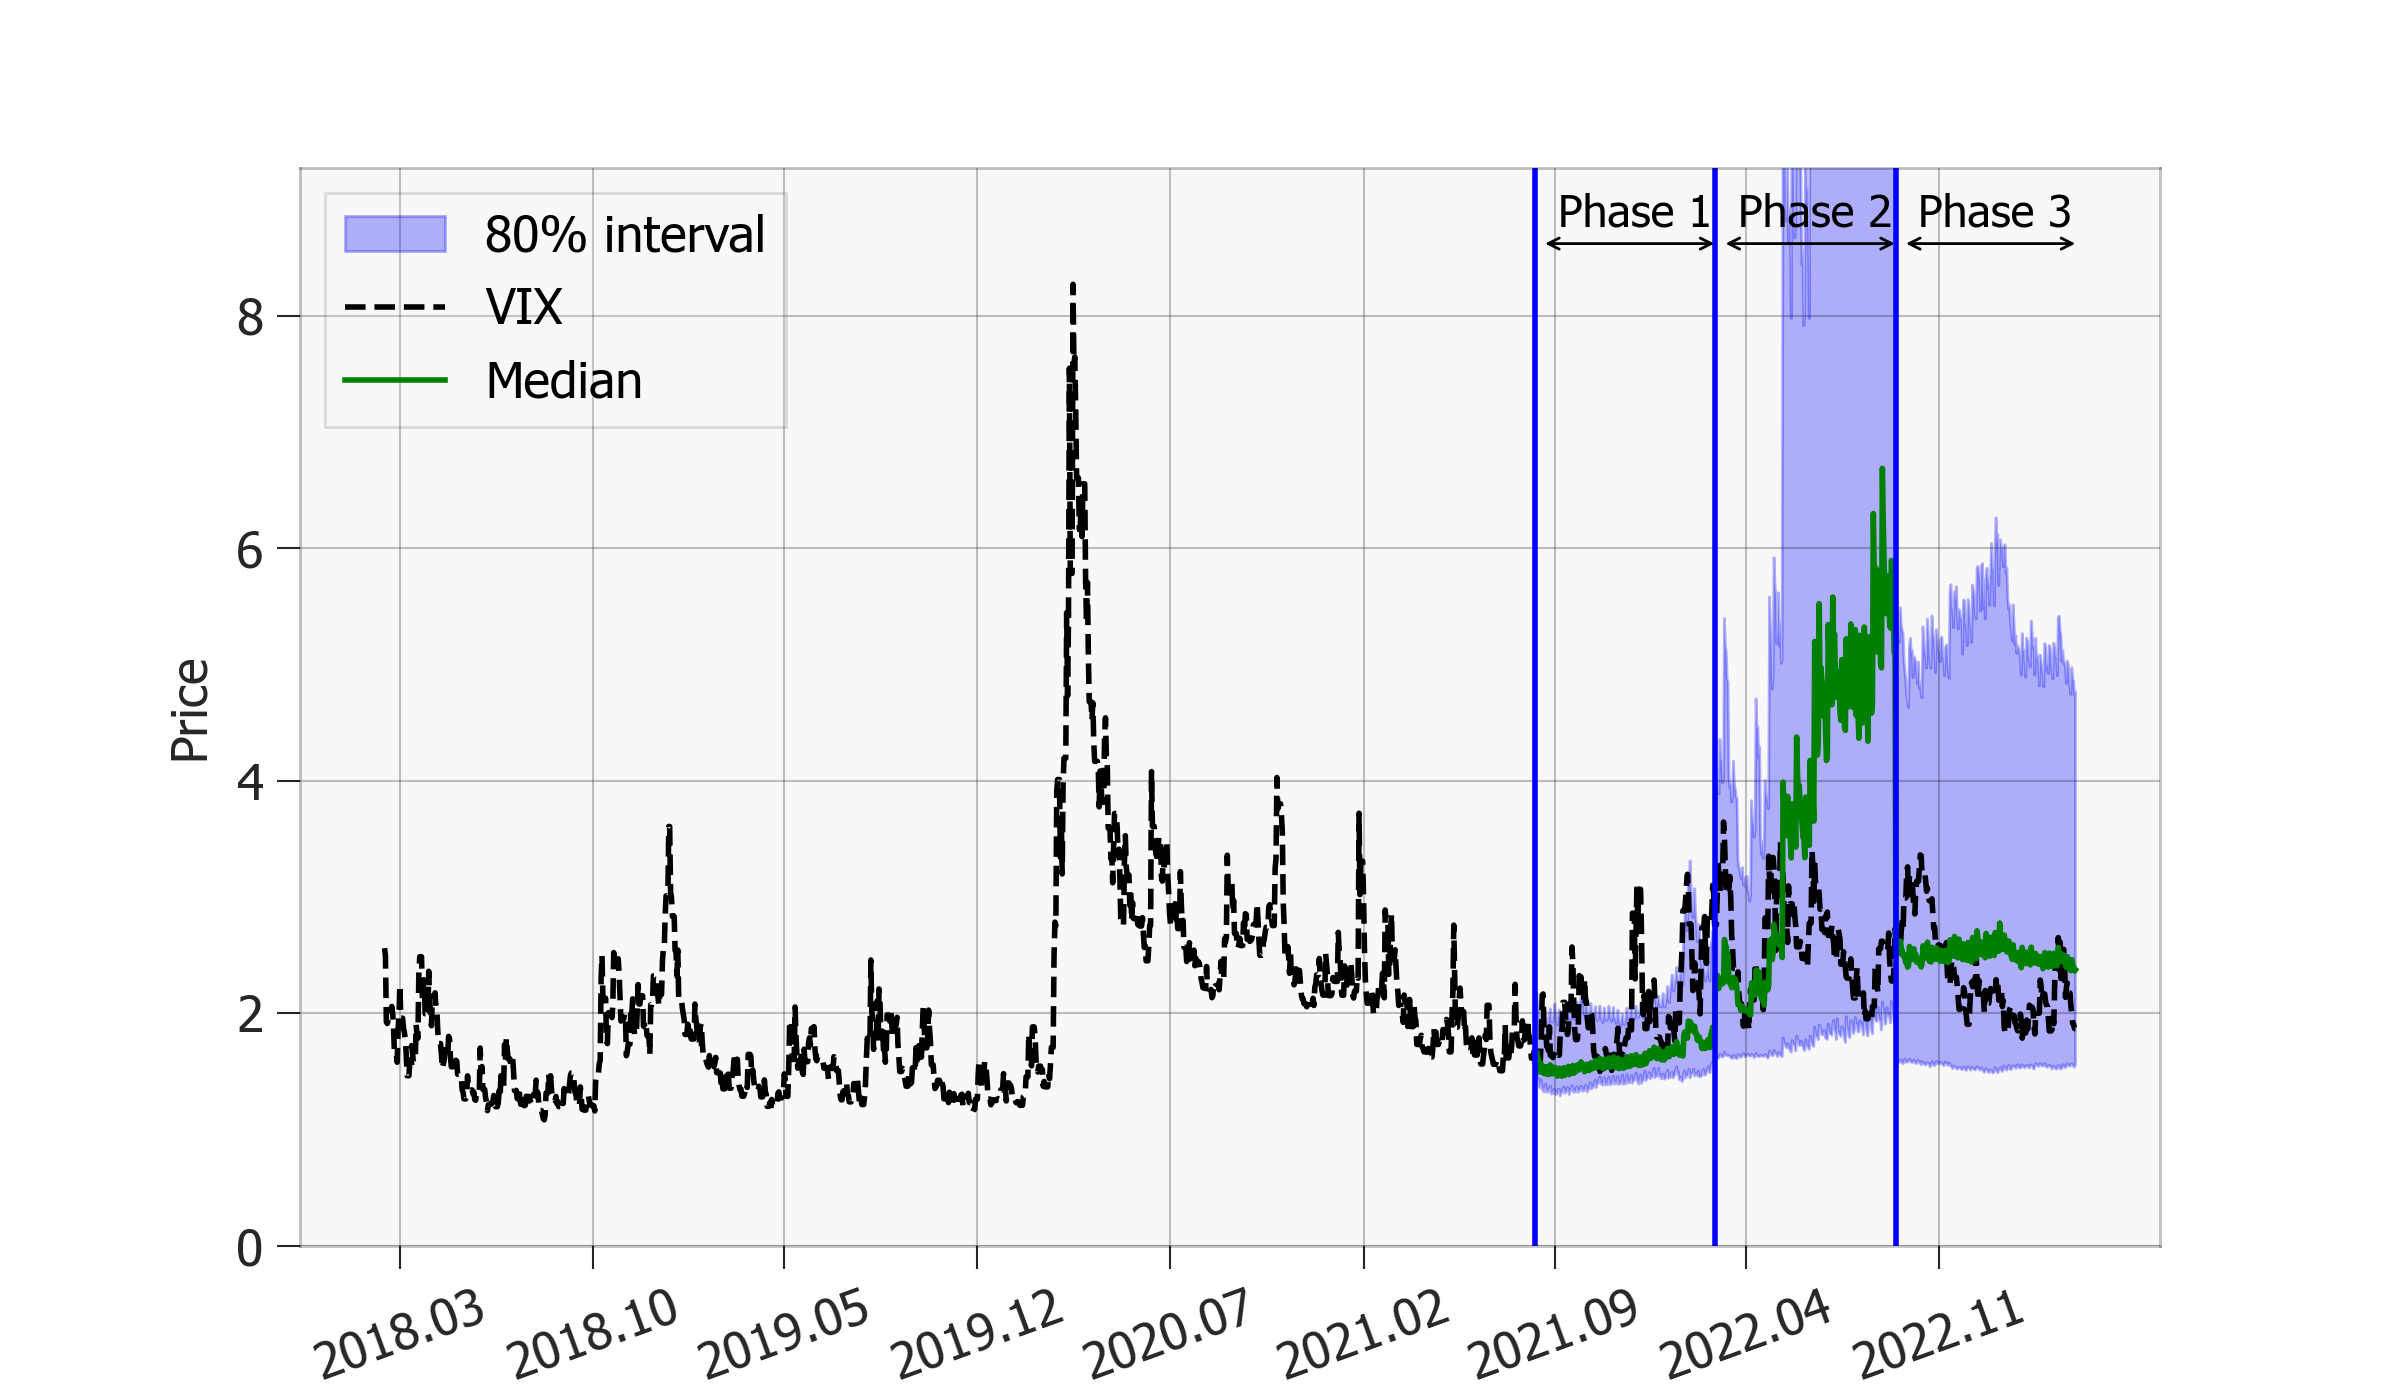 Phase 1
Phase 2
Phase 3
80% interval
VIX
Median
8
6
4
2
0
Price
2018.03
2018.10
2019.05
2019.12
2020.07
2021.02
2021.09
2022.04
2022.11